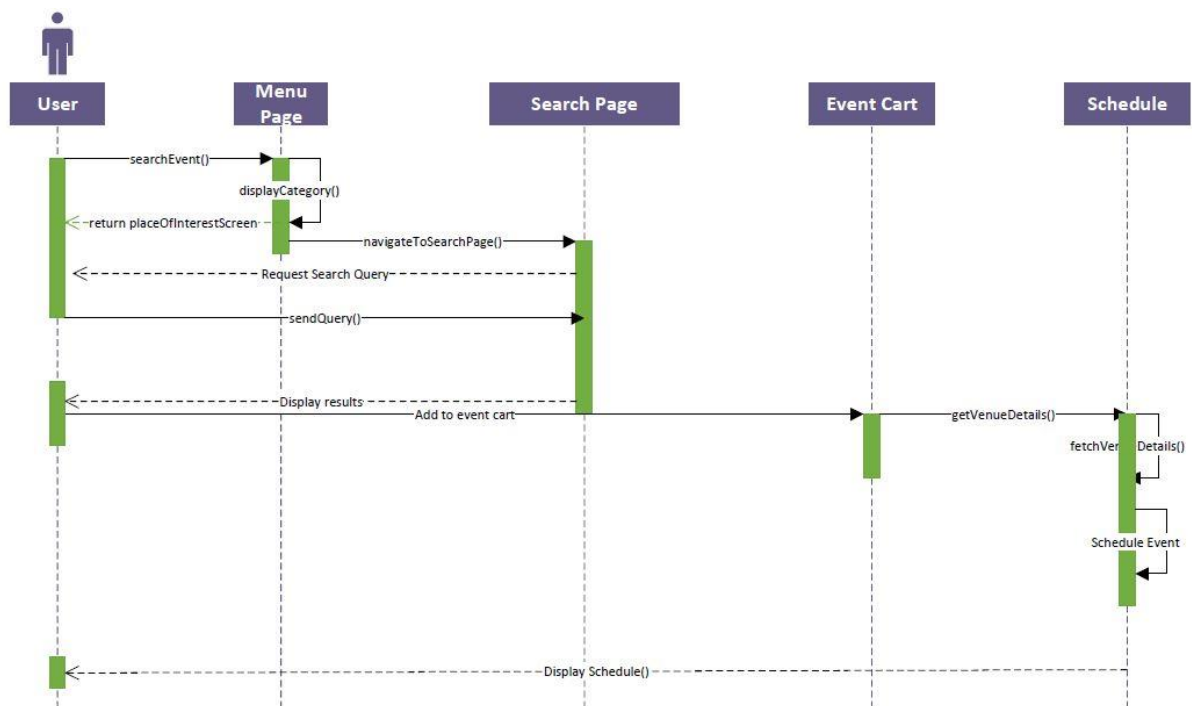 User
Menu
Page
Search Page
Event Cart
Schedule
searchEvent()
displayCategory()
return placeOfInterestScreen
navigateToSearchPage()
Request Search Query
sendQuery()
Display results
Add to event cart
getVenueDetails()
fetchVenueDetails()
Schedule Event
Display Schedule()